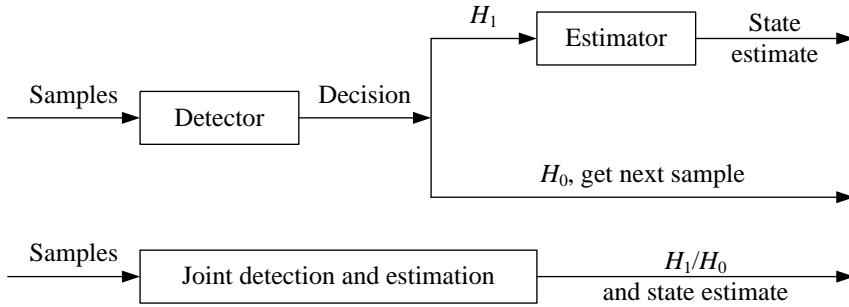 Samples
Detector
Decision
H₁
Estimator
State
estimate
H₀, get next sample
Samples
Joint detection and estimation
H₁/H₀
and state estimate